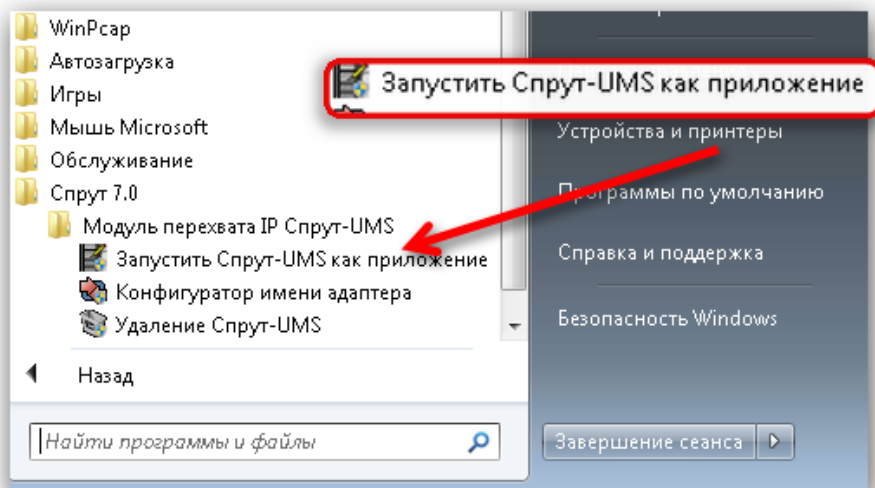 WinPcap
Автозагрузка
Игры
Мышь Microsoft
Обслуживание
Спрут 7.0
Модуль перехвата IP Спрут-UMS
Запустить Спрут-UMS как приложение
Конфигуратор имени адаптера
Удаление Спрут-UMS
Назад
Найти программы и файлы
Запустить Спрут-UMS как приложение
Устройства и принтеры
Программы по умолчанию
Справка и поддержка
Безопасность Windows
Завершение сеанса